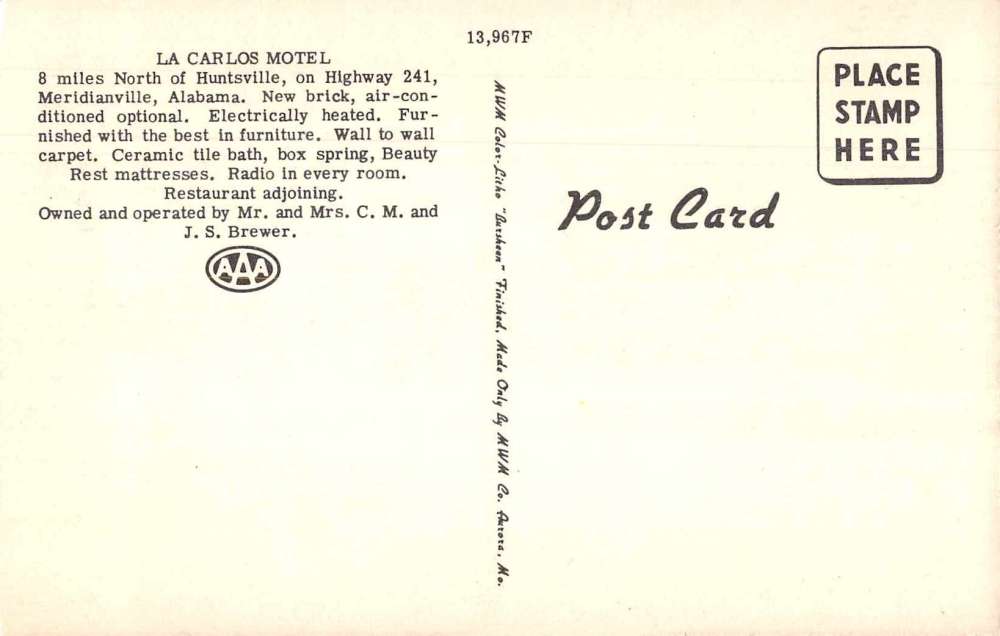 13,967F
LA CARLOS MOTEL
8 miles North of Huntsville, on Highway 241,
Meridianville, Alabama. New brick, air-con-
ditioned optional. Electrically heated. Fur-
nished with the best in furniture. Wall to wall
carpet. Ceramic tile bath, box spring, Beauty
Rest mattresses. Radio in every room.
Restaurant adjoining.
Owned and operated by Mr. and Mrs. C. M. and
J. S. Brewer.
AAA
MWM Color-Litho "Dursheen" Finished, Made Only By MWM Co. Aurora, Mo.
Post Card
PLACE
STAMP
HERE